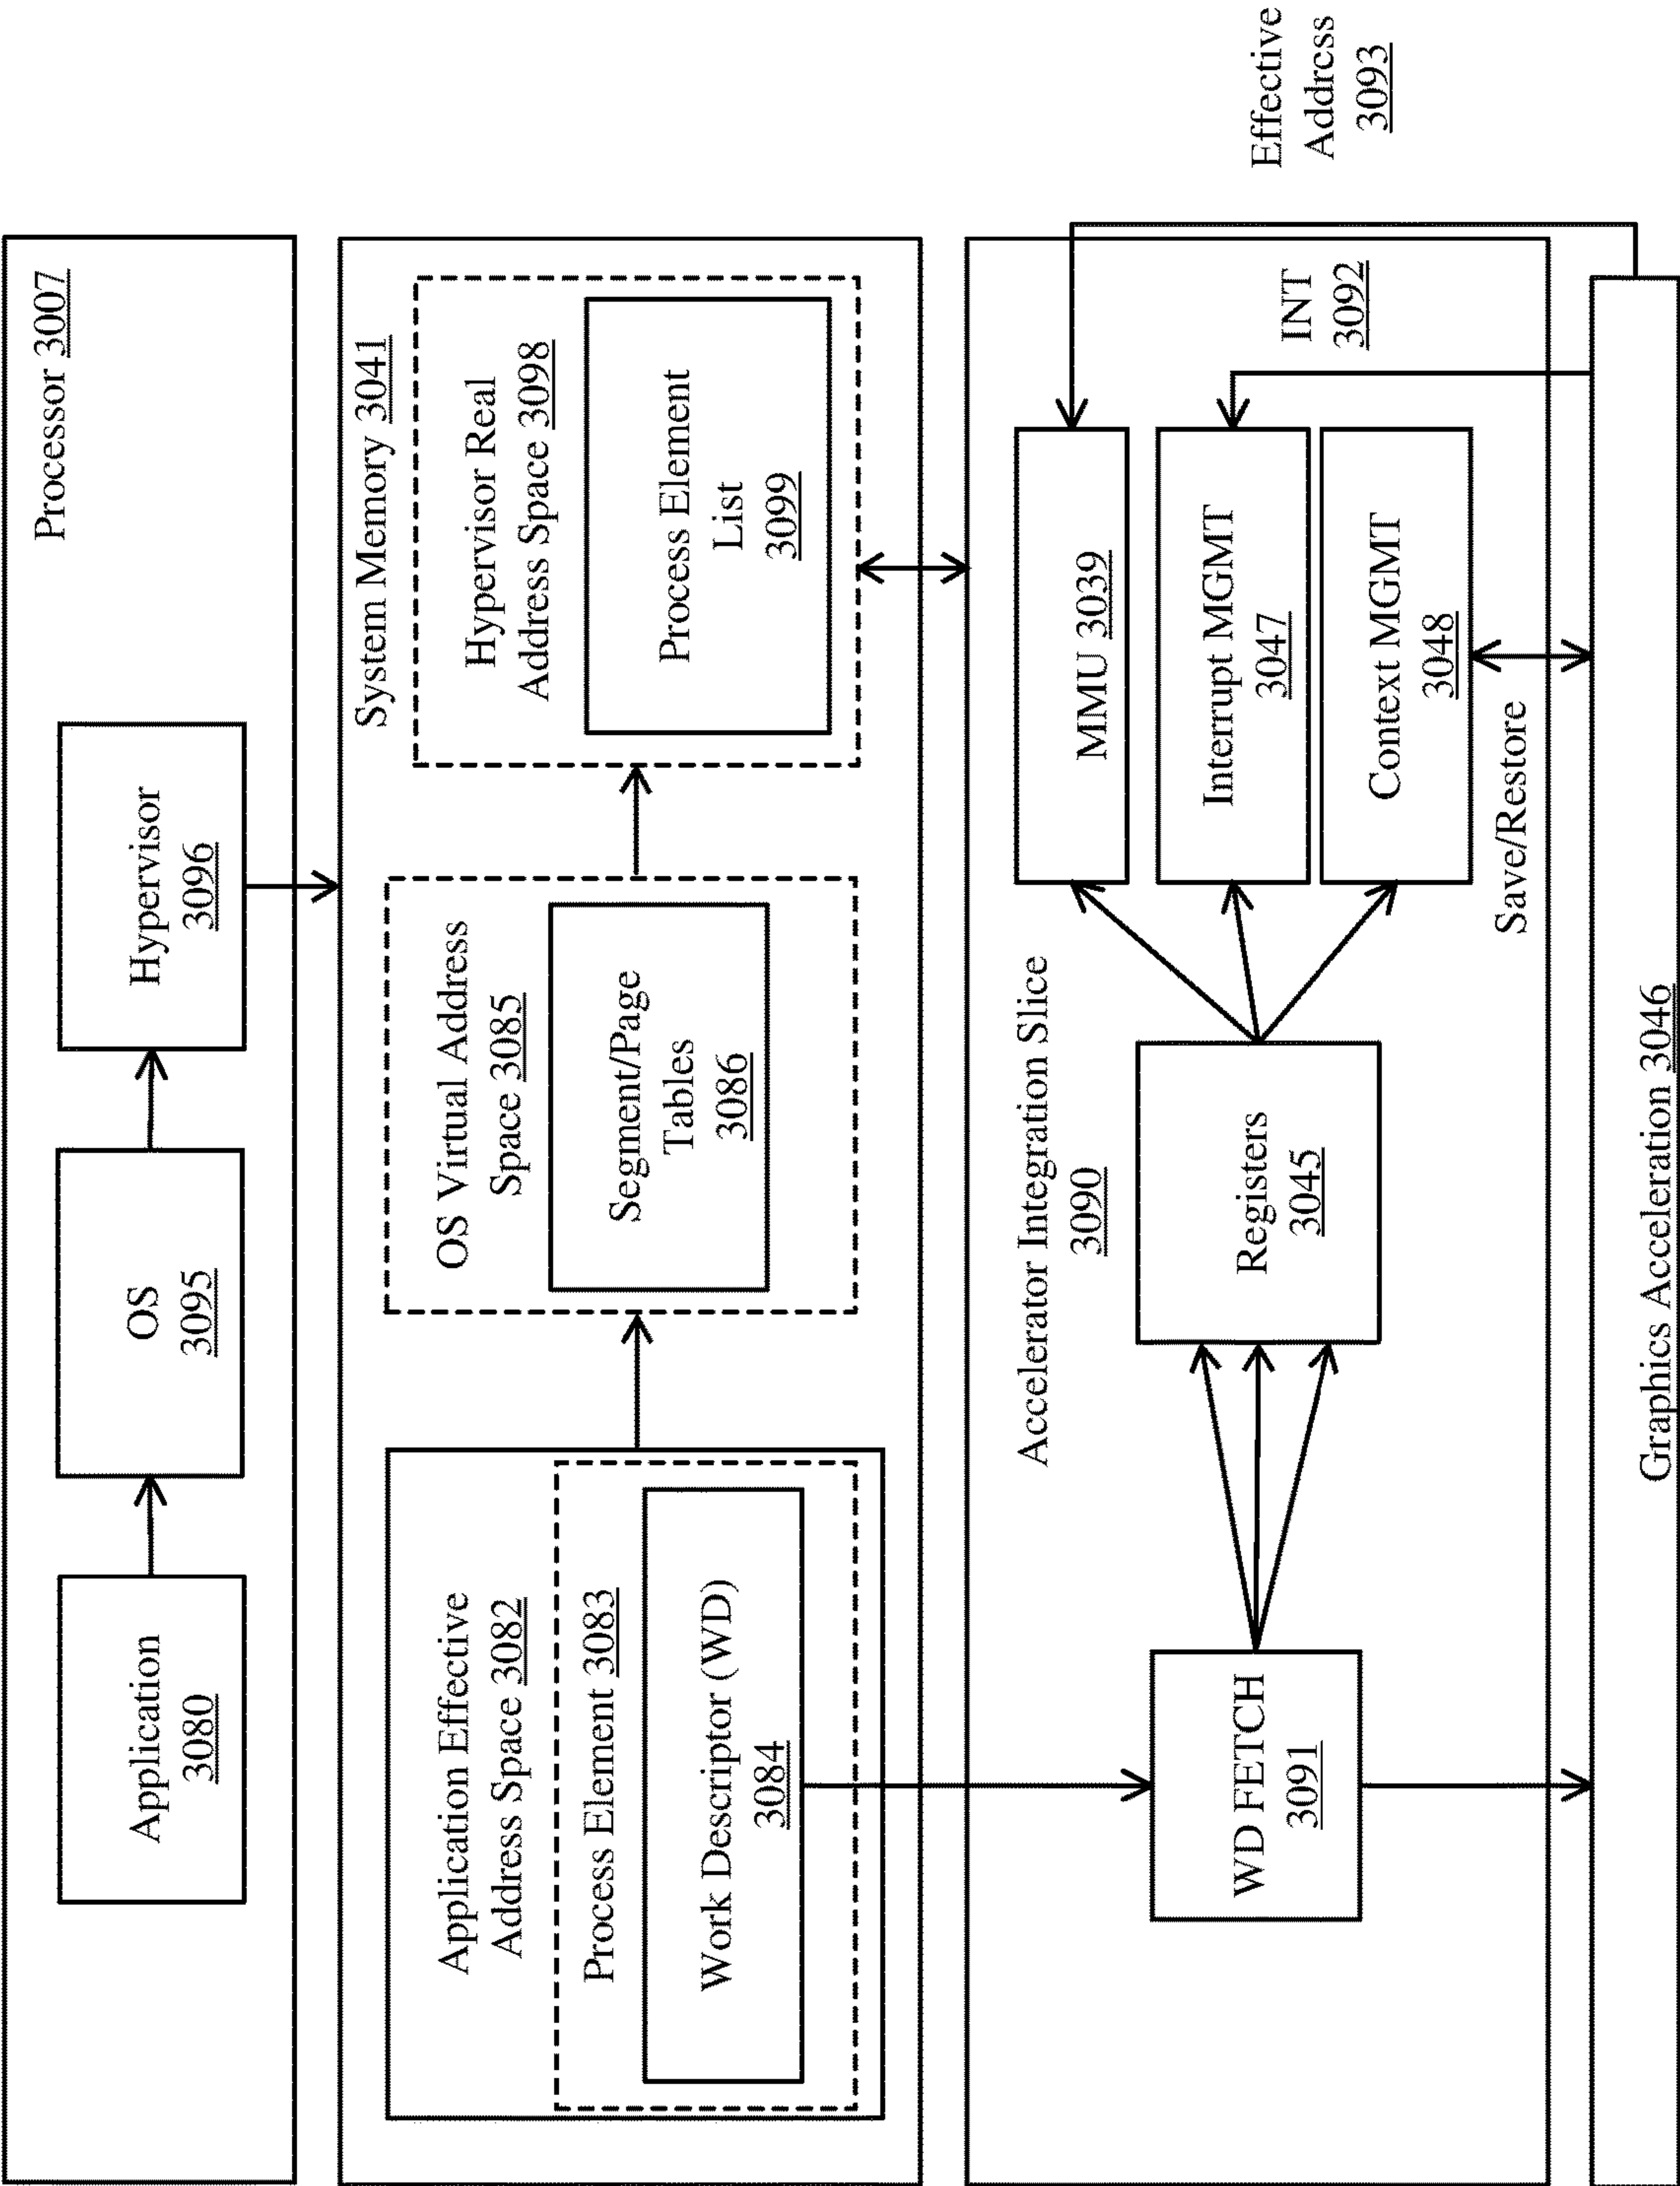 Processor 3007
Application
3080
OS
3095
Hypervisor
3096
System Memory 3041
Application Effective
Address Space 3082
Process Element 3083
Work Descriptor (WD)
3084
OS Virtual Address
Space 3085
Segment/Page
Tables
3086
Hypervisor Real
Address Space 3098
Process Element
List
3099
Accelerator Integration Slice
3090
WD FETCH
3091
Registers
3045
MMU 3039
Interrupt MGMT
3047
Context MGMT
3048
Save/Restore
INT
3092
Effective
Address
3093
Graphics Acceleration 3046